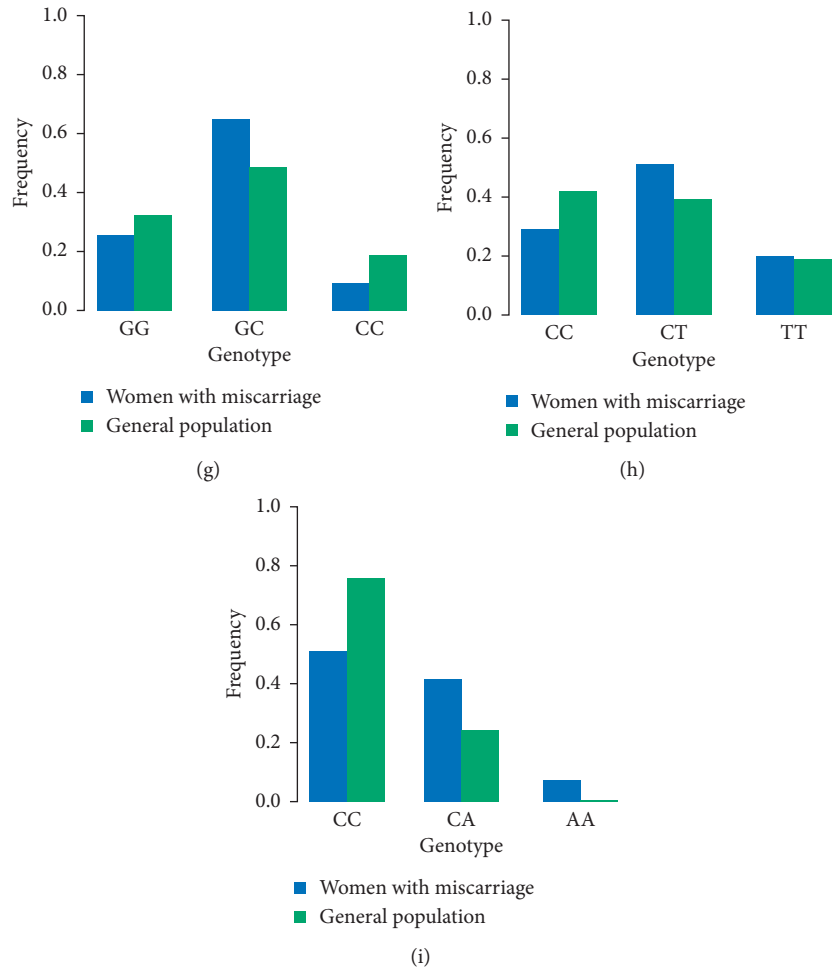 1.0
0.8
0.6
0.4
0.2
0.0
Frequency
GG GC CC
Genotype
Women with miscarriage
General population
(g)
1.0
0.8
0.6
0.4
0.2
0.0
Frequency
CC CT TT
Genotype
Women with miscarriage
General population
(h)
1.0
0.8
0.6
0.4
0.2
0.0
Frequency
CC CA AA
Genotype
Women with miscarriage
General population
(i)